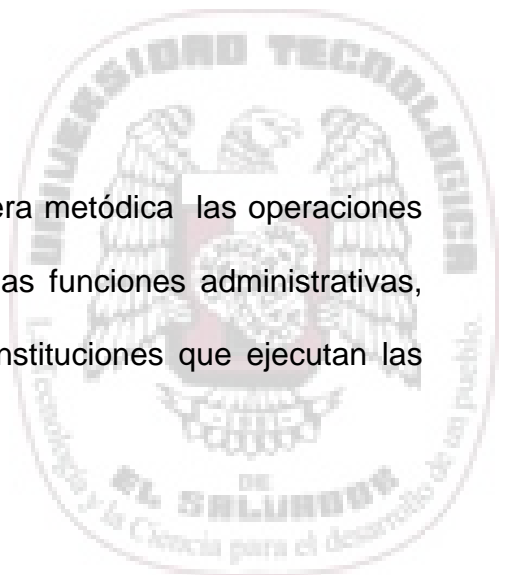 UNIVERSIDAD TECNOLOGICA
era metódica las operaciones
as funciones administrativas,
nstituciones que ejecutan las
DE
EL SALVADOR
La Tecnología y la Ciencia para el desarrollo de un pueblo.